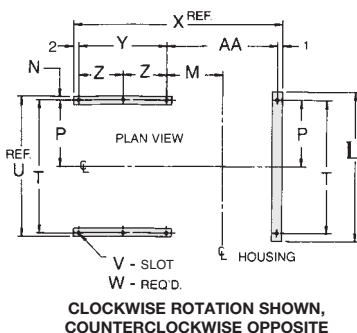 X REF.
2 Y AA 1
N Z Z M
P PLAN VIEW P
REF. U T T L
℄
℄ HOUSING
V - SLOT
W - REQ'D.
CLOCKWISE ROTATION SHOWN,
COUNTERCLOCKWISE OPPOSITE